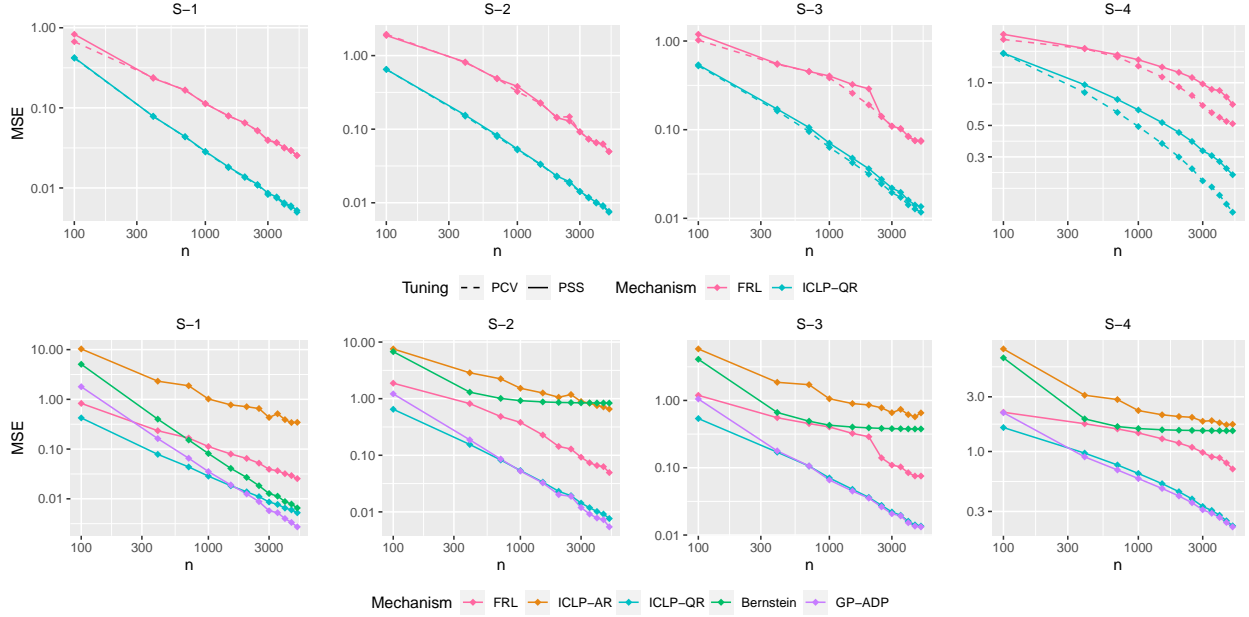 S−1 S−2 S−3 S−4
MSE
1.00 0.10 0.01
1.00 0.10 0.01
1.00 0.10 0.01
1.0 0.5 0.3
100 300 1000 3000
100 300 1000 3000
100 300 1000 3000
100 300 1000 3000
n n n n
Tuning PCV PSS Mechanism FRL ICLP−QR
S−1 S−2 S−3 S−4
MSE
10.00 1.00 0.10 0.01
10.00 1.00 0.10 0.01
1.00 0.10 0.01
3.0 1.0 0.3
100 300 1000 3000
100 300 1000 3000
100 300 1000 3000
100 300 1000 3000
n n n n
Mechanism FRL ICLP−AR ICLP−QR Bernstein GP−ADP